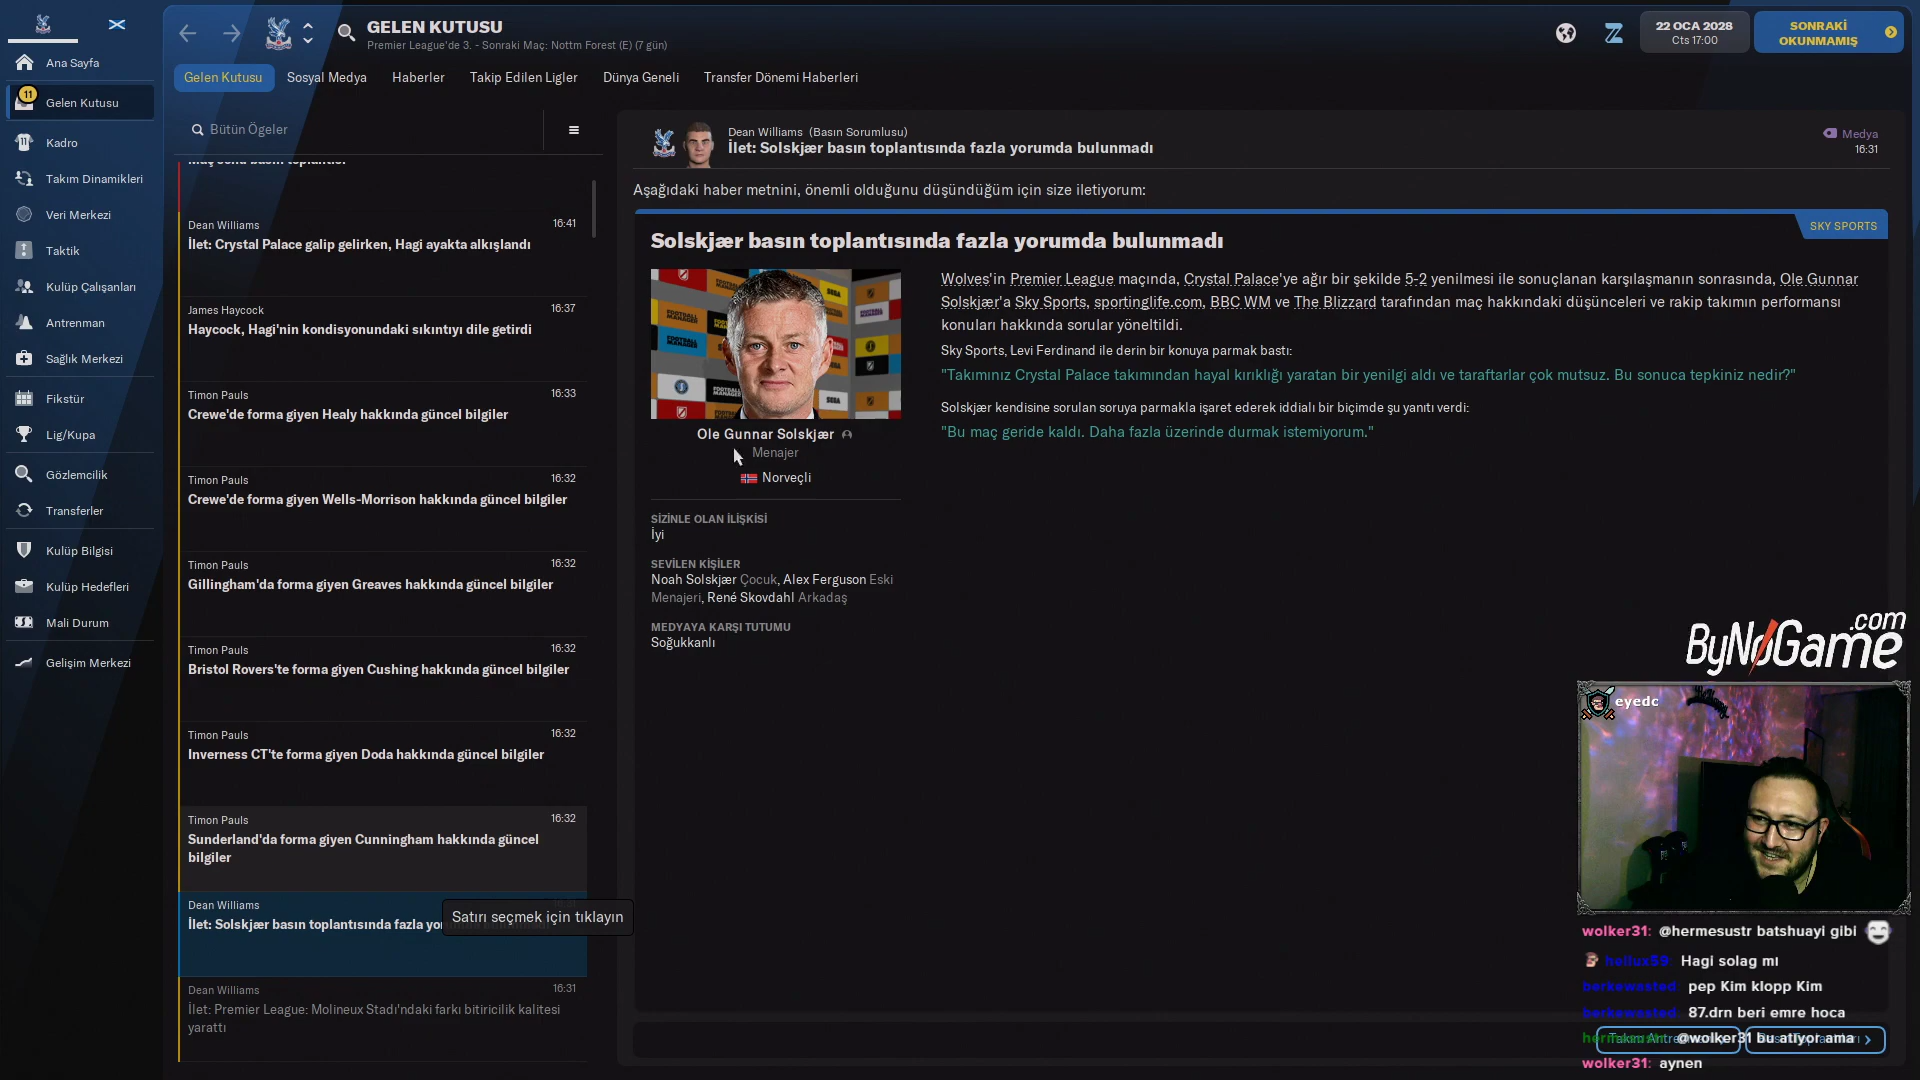 GELEN KUTUSU
Premier League'de 3. - Sonraki Maç: Nottm Forest (E) (7 gün)
22 OCA 2028
Cts 17:00
SONRAKİ
OKUNMAMIŞ
Ana Sayfa
11
Gelen Kutusu
Kadro
Takım Dinamikleri
Veri Merkezi
Taktik
Kulüp Çalışanları
Antrenman
Sağlık Merkezi
Fikstür
Lig/Kupa
Gözlemcilik
Transferler
Kulüp Bilgisi
Kulüp Hedefleri
Mali Durum
Gelişim Merkezi
Gelen Kutusu Sosyal Medya Haberler Takip Edilen Ligler Dünya Geneli Transfer Dönemi Haberleri
Bütün Ögeler
Dean Williams 16:41
İlet: Crystal Palace galip gelirken, Hagi ayakta alkışlandı
James Haycock 16:37
Haycock, Hagi'nin kondisyonundaki sıkıntıyı dile getirdi
Timon Pauls 16:33
Crewe'de forma giyen Healy hakkında güncel bilgiler
Timon Pauls 16:32
Crewe'de forma giyen Wells-Morrison hakkında güncel bilgiler
Timon Pauls 16:32
Gillingham'da forma giyen Greaves hakkında güncel bilgiler
Timon Pauls 16:32
Bristol Rovers'te forma giyen Cushing hakkında güncel bilgiler
Timon Pauls 16:32
Inverness CT'te forma giyen Doda hakkında güncel bilgiler
Timon Pauls 16:32
Sunderland'da forma giyen Cunningham hakkında güncel
bilgiler
Dean Williams
İlet: Solskjær basın toplantısında fazla
Satırı seçmek için tıklayın
Dean Williams 16:31
İlet: Premier League: Molineux Stadı'ndaki farkı bitiricilik kalitesi
yarattı
Dean Williams (Basın Sorumlusu)
İlet: Solskjær basın toplantısında fazla yorumda bulunmadı
Medya
16:31
Aşağıdaki haber metnini, önemli olduğunu düşündüğüm için size iletiyorum:
SKY SPORTS
Solskjær basın toplantısında fazla yorumda bulunmadı
Wolves'in Premier League maçında, Crystal Palace'ye ağır bir şekilde 5-2 yenilmesi ile sonuçlanan karşılaşmanın sonrasında, Ole Gunnar
Solskjær'a Sky Sports, sportinglife.com, BBC WM ve The Blizzard tarafından maç hakkındaki düşünceleri ve rakip takımın performansı
konuları hakkında sorular yöneltildi.
Sky Sports, Levi Ferdinand ile derin bir konuya parmak bastı:
"Takımınız Crystal Palace takımından hayal kırıklığı yaratan bir yenilgi aldı ve taraftarlar çok mutsuz. Bu sonuca tepkiniz nedir?"
Solskjær kendisine sorulan soruya parmakla işaret ederek iddialı bir biçimde şu yanıtı verdi:
"Bu maç geride kaldı. Daha fazla üzerinde durmak istemiyorum."
Ole Gunnar Solskjær
Menajer
Norveçli
SİZİNLE OLAN İLİŞKİSİ
İyi
SEVİLEN KİŞİLER
Noah Solskjær Çocuk, Alex Ferguson Eski
Menajeri, René Skovdahl Arkadaş
MEDYAYA KARŞI TUTUMU
Soğukkanlı
ByNoGame.com
eyedc
wolker31: @hermesustr batshuayi gibi
hellux59: Hagi solag mı
berkewasted: pep Kim klopp Kim
berkewasted: 87.drn beri emre hoca
@wolker31 bu atlyor ama
wolker31: aynen